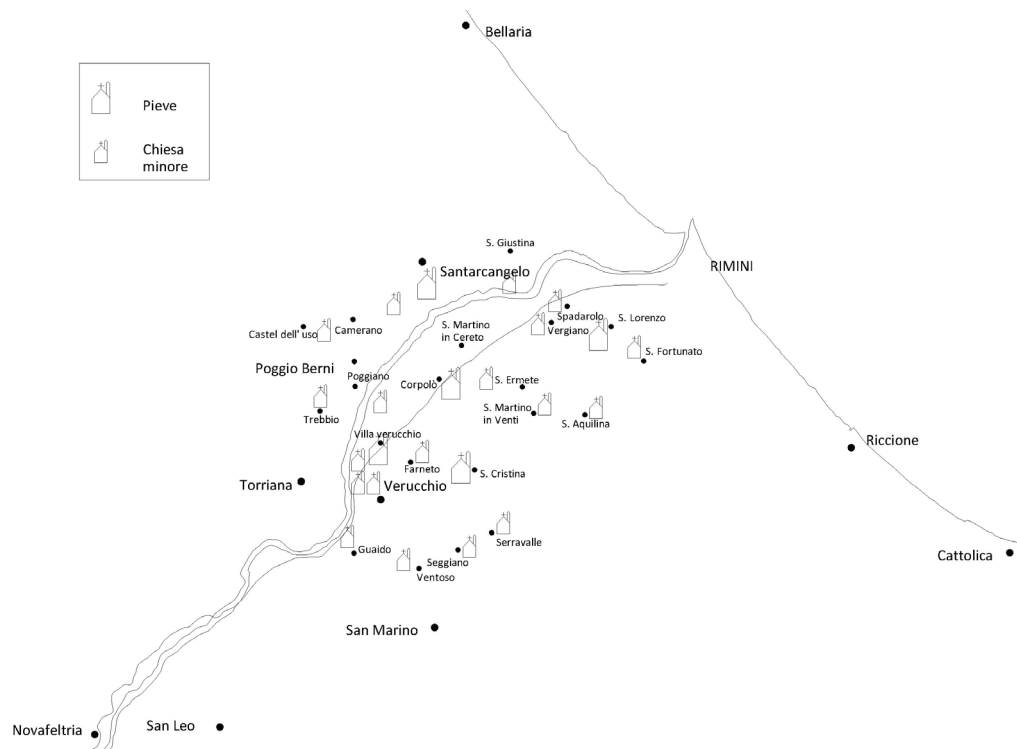 Bellaria
Pieve
Chiesa
minore
S. Giustina
RIMINI
Santarcangelo
Castel dell' uso
Camerano
S. Martino
in Cereto
Spadarolo
Vergiano
S. Lorenzo
S. Fortunato
Poggio Berni
Poggiano
Corpolò
S. Ermete
Trebbio
S. Martino
in Venti
S. Aquilina
Villa verucchio
Riccione
Farneto
S. Cristina
Torriana
Verucchio
Serravalle
Guaido
Seggiano
Ventoso
Cattolica
San Marino
San Leo
Novafeltria